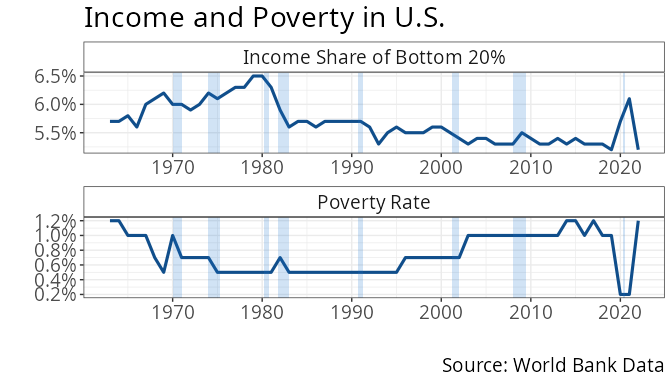 Income and Poverty in U.S.
Income Share of Bottom 20%
6.5%
6.0%
5.5%
1970 1980 1990 2000 2010 2020
Poverty Rate
1.2%
1.0%
0.8%
0.6%
0.4%
0.2%
1970 1980 1990 2000 2010 2020
Source: World Bank Data